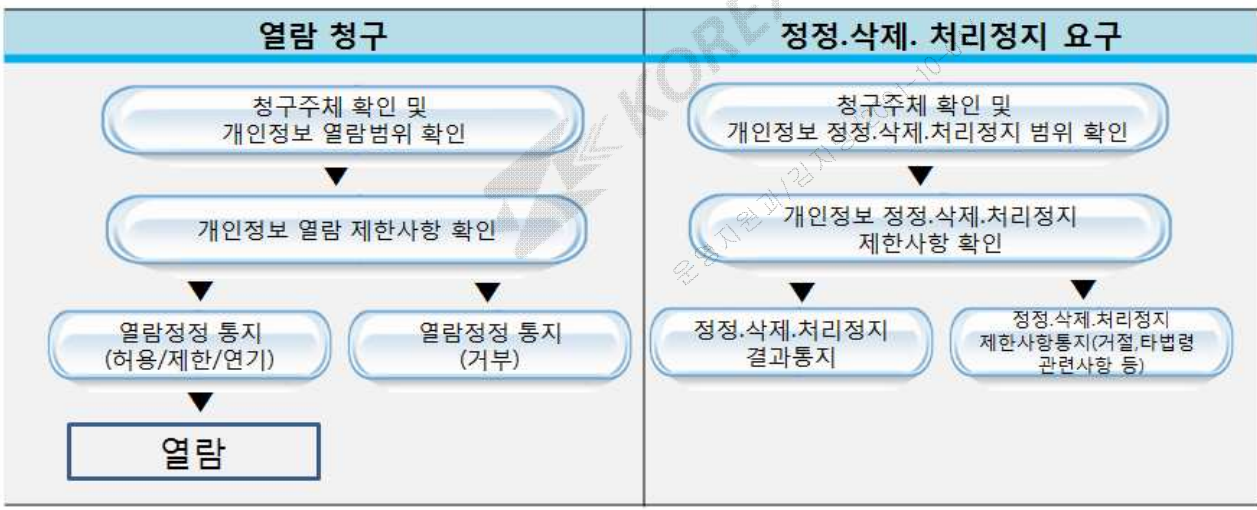 열람 청구
청구주체 확인 및
개인정보 열람범위 확인
▼
개인정보 열람 제한사항 확인
▼ ▼
열람정정 통지
(허용/제한/연기)
열람정정 통지
(거부)
▼
열람
정정.삭제. 처리정지 요구
청구주체 확인 및
개인정보 정정.삭제.처리정지 범위 확인
▼
개인정보 정정.삭제.처리정지
제한사항 확인
▼ ▼
정정.삭제.처리정지
결과통지
정정.삭제.처리정지
제한사항통지(거절,타법령
관련사항 등)
KOREA